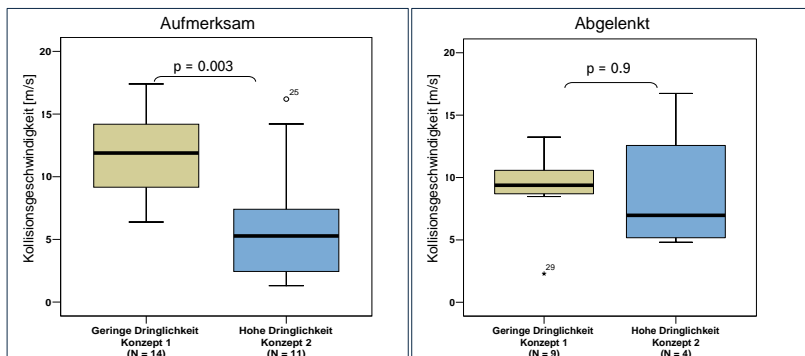 Aufmerksam
Kollisionsgeschwindigkeit [m/s]
20
15
10
5
0
p = 0.003
25
Geringe Dringlichkeit
Konzept 1
(N = 14)
Hohe Dringlichkeit
Konzept 2
(N = 11)
Abgelenkt
Kollisionsgeschwindigkeit [m/s]
20
15
10
5
0
p = 0.9
29
Geringe Dringlichkeit
Konzept 1
(N = 9)
Hohe Dringlichkeit
Konzept 2
(N = 4)